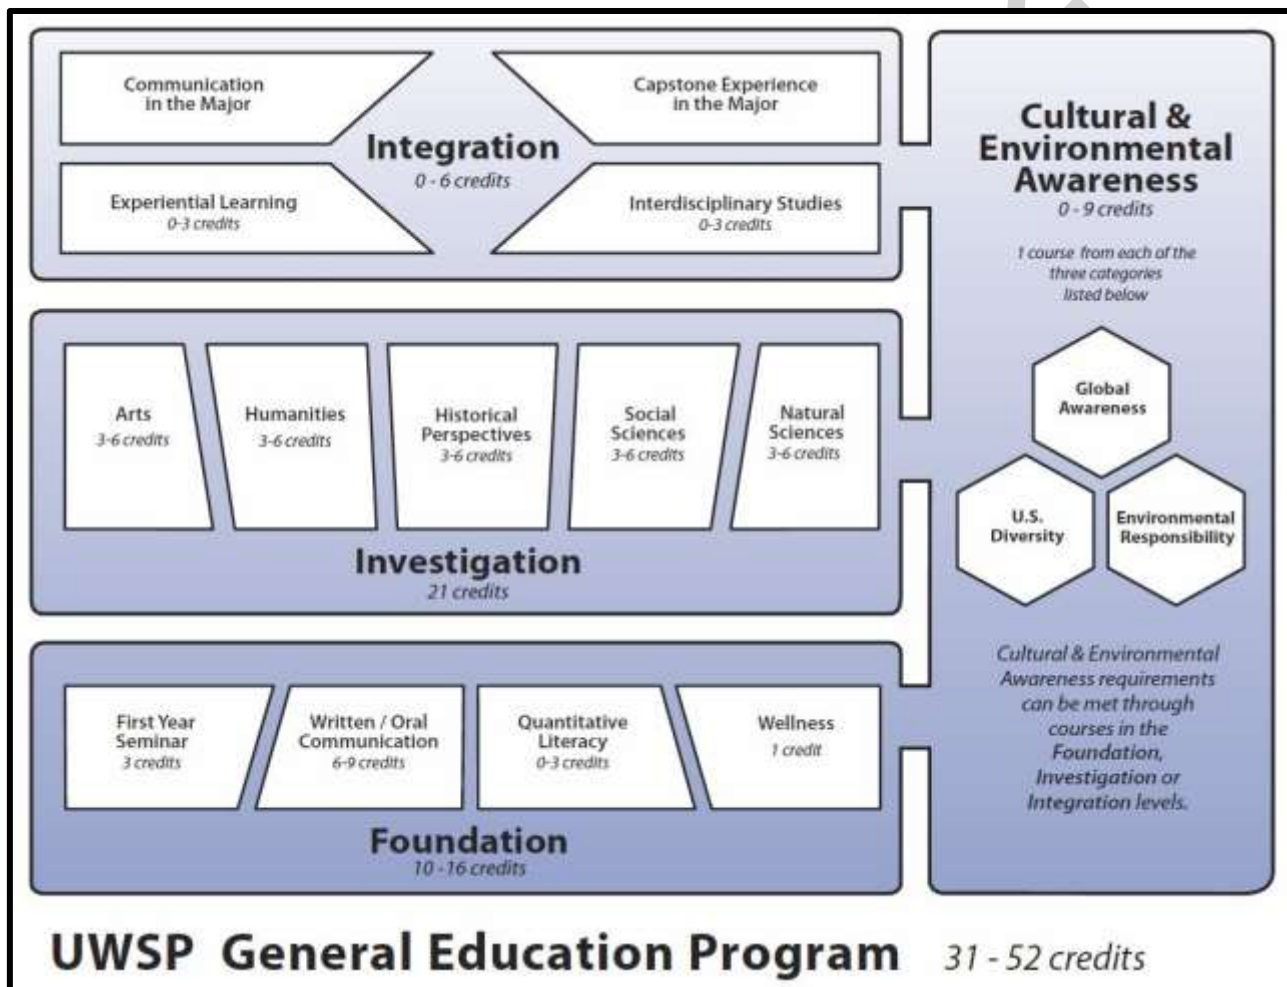 Communication
in the Major
Capstone Experience
in the Major
Integration
0 - 6 credits
Experiential Learning
0-3 credits
Interdisciplinary Studies
0-3 credits
Arts
3-6 credits
Humanities
3-6 credits
Historical
Perspectives
3-6 credits
Social
Sciences
3-6 credits
Natural
Sciences
3-6 credits
Investigation
21 credits
First Year
Seminar
3 credits
Written / Oral
Communication
6-9 credits
Quantitative
Literacy
0-3 credits
Wellness
1 credit
Foundation
10 -16 credits
Cultural &
Environmental
Awareness
0 - 9 credits
1 course from each of the
three categories
listed below
Global
Awareness
U.S.
Diversity
Environmental
Responsibility
Cultural & Environmental
Awareness requirements
can be met through
courses in the
Foundation,
Investigation or
Integration levels.
UWSP General Education Program 31 - 52 credits